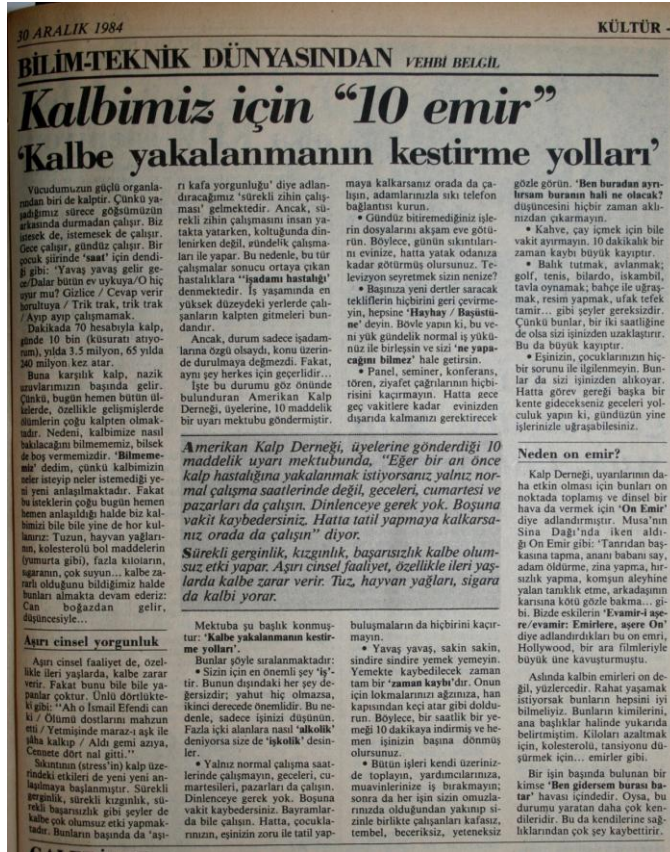 30 ARALIK 1984
KÜLTÜR -
BİLİM-TEKNİK DÜNYASINDAN VEHBİ BELGİL
Kalbimiz için “10 emir”
‘Kalbe yakalanmanın kestirme yolları’
Vücudumuzun güçlü organla-
rından biri de kalptir. Çünkü ya-
şadığımız sürece göğsümüzün
arkasında durmadan çalışır. Biz
istesek de, istemesek de çalışır.
Gece çalışır, gündüz çalışır. Bir
çocuk şiirinde ‘saat’ için dendi-
ği gibi: ‘Yavaş yavaş gelir ge-
ce/Dalar bütün ev uykuya/O hiç
uyur mu? Gizlice / Cevap verir
horultuya / Trik trak, trik trak
/ Ayıp ayıp çalışmamak.
Dakikada 70 hesabıyla kalp,
günde 10 bin (küsuratı atıyo-
rum), yılda 3.5 milyon, 65 yılda
240 milyon kez atar.
Buna karşılık kalp, nazik
uzuvlarımızın başında gelir.
Çünkü, bugün hemen bütün ül-
kelerde, özellikle gelişmişlerde
ölümlerin çoğu kalpten olmak-
tadır. Nedeni, kalbimize nasıl
bakılacağını bilmememiz, bilsek
de boş vermemizdir. ‘Bilmeme-
miz’ dedim, çünkü kalbimizin
neler isteyip neler istemediği ye-
ni yeni anlaşılmaktadır. Fakat
bu isteklerin çoğu bugün hemen
hemen anlaşıldığı halde biz kal-
bimizi bile bile yine de hor kul-
lanırız: Tuzun, hayvan yağları-
nın, kolesterolü bol maddelerin
(yumurta gibi), fazla kiloların,
sigaranın, çok suyun... kalbe za-
rarlı olduğunu bildiğimiz halde
bunları almakta devam ederiz:
Can boğazdan gelir,
düşüncesiyle...
Aşırı cinsel yorgunluk
Aşırı cinsel faaliyet de, özel-
likle ileri yaşlarda, kalbe zarar
verir. Fakat bunu bile bile ya-
panlar çoktur. Ünlü dörtlükte-
ki gibi: “Ah o İsmail Efendi can
ki / Ölümü dostlarını mahzun
etti / Yetmişinde maraz-ı aşk ile
şâha kalkıp / Aldı gemi azıya,
Cennete dört nal gitti.”
Sıkıntının (stress’in) kalp üze-
rindeki etkileri de yeni yeni an-
laşılmaya başlanmıştır. Sürekli
gerginlik, sürekli kızgınlık, sü-
rekli başarısızlık gibi şeyler de
kalbe çok olumsuz etki yapmak-
tadır. Bunların başında da ‘aşı-
rı kafa yorgunluğu’ diye adlan-
dıracağımız ‘sürekli zihin çalış-
ması’ gelmektedir. Ancak, sü-
rekli zihin çalışmasını insan ya-
takta yatarken, koltuğunda din-
lenirken değil, gündelik çalışma-
ları ile yapar. Bu nedenle, bu tür
çalışmalar sonucu ortaya çıkan
hastalıklara “işadamı hastalığı”
denmektedir. İş yaşamında en
yüksek düzeydeki yerlerde çalı-
şanların kalpten gitmeleri bun-
dandır.
Ancak, durum sadece işadam-
larına özgü olsaydı, konu üzerin-
de durulmaya değmezdi. Fakat,
aynı şey herkes için geçerlidir...
İşte bu durumu göz önünde
bulunduran Amerikan Kalp
Derneği, üyelerine, 10 maddelik
bir uyarı mektubu göndermiştir.
Amerikan Kalp Derneği, üyelerine gönderdiği 10
maddelik uyarı mektubunda, “Eğer bir an önce
kalp hastalığına yakalanmak istiyorsanız yalnız nor-
mal çalışma saatlerinde değil, geceleri, cumartesi ve
pazarları da çalışın. Dinlenceye gerek yok. Boşuna
vakit kaybedersiniz. Hatta tatil yapmaya kalkarsa-
nız orada da çalışın” diyor.
Sürekli gerginlik, kızgınlık, başarısızlık kalbe olum-
suz etki yapar. Aşırı cinsel faaliyet, özellikle ileri yaş-
larda kalbe zarar verir. Tuz, hayvan yağları, sigara
da kalbi yorar.
Mektuba şu başlık konmuş-
tur: ‘Kalbe yakalanmanın kestir-
me yolları’.
Bunlar şöyle sıralanmaktadır:
• Sizin için en önemli şey ‘iş’-
tir. Bunun dışındaki her şey de-
ğersizdir; yahut hiç olmazsa,
ikinci derecede önemlidir. Bu ne-
denle, sadece işinizi düşünün.
Fazla içki alanlara nasıl ‘alkolik’
deniyorsa size de ‘işkolik’ desin-
ler.
• Yalnız normal çalışma saat-
lerinde çalışmayın, geceleri, cu-
martesileri, pazarları da çalışın.
Dinlenceye gerek yok. Boşuna
vakit kaybedersiniz. Bayramlar-
da bile çalışın. Hatta, çocukla-
rınızın, eşinizin zoru ile tatil yap-
maya kalkarsanız orada da ça-
lışın, adamlarınızla sıkı telefon
bağlantısı kurun.
• Gündüz bitiremediğiniz işle-
rin dosyalarını akşam eve götü-
rün. Böylece, günün sıkıntıları-
nı evinize, hatta yatak odanıza
kadar götürmüş olursunuz. Te-
levizyon seyretmek sizin nenize?
• Başınıza yeni dertler saracak
tekliflerin hiçbirini geri çevirme-
yin, hepsine ‘Hayhay / Başüstü-
ne’ deyin. Böyle yapın ki, bu ye-
ni yük gündelik normal iş yükü-
nüz ile birleşsin ve sizi ‘ne yapa-
cağını bilmez’ hale getirsin.
• Panel, seminer, konferans,
tören, ziyafet çağrılarının hiçbi-
risini kaçırmayın. Hatta gece
geç vakitlere kadar evinizden
dışarıda kalmanızı gerektirecek
buluşmaların da hiçbirini kaçır-
mayın.
• Yavaş yavaş, sakin sakin,
sindire sindire yemek yemeyin.
Yemekte kaybedilecek zaman
tam bir ‘zaman kaybı’dır. Onun
için lokmalarınızı ağzınıza, han
kapısından keçi atar gibi doldu-
run. Böylece, bir saatlik bir ye-
meği 10 dakikaya indirmiş ve he-
men işinizin başına dönmüş
olursunuz.
• Bütün işleri kendi üzeriniz-
de toplayın, yardımcılarınıza,
muavinlerinize iş bırakmayın;
sonra da her işin sizin omuzla-
rınızda olduğundan yakınıp si-
zinle birlikte çalışanları kafasız,
tembel, beceriksiz, yeteneksiz
gözle görün. ‘Ben buradan ayrı-
lırsam buranın hali ne olacak?
düşüncesini hiçbir zaman aklı-
nızdan çıkarmayın.
• Kahve, çay içmek için bile
vakit ayırmayın. 10 dakikalık bir
zaman kaybı büyük kayıptır.
• Balık tutmak, avlanmak;
golf, tenis, bilardo, iskambil,
tavla oynamak; bahçe ile uğraş-
mak, resim yapmak, ufak tefek
tamir... gibi şeyler gereksizdir.
Çünkü bunlar, bir iki saatliğine
de olsa sizi işinizden uzaklaştırır.
Bu da büyük kayıptır.
• Eşinizin, çocuklarınızın hiç-
bir sorunu ile ilgilenmeyin. Bun-
lar da sizi işinizden alıkoyar.
Hatta görev gereği başka bir
kente gidecekseniz geceleri yol-
culuk yapın ki, gündüzün yine
işlerinizle uğraşabilesiniz.
Neden on emir?
Kalp Derneği, uyarılarının da-
ha etkin olması için bunları on
noktada toplamış ve dinsel bir
hava da vermek için ‘On Emir’
diye adlandırmıştır. Musa’nın
Sina Dağı’nda iken aldı-
ğı On Emir gibi: ‘Tanrıdan baş-
kasına tapma, ananı babanı say,
adam öldürme, zina yapma, hır-
sızlık yapma, komşun aleyhine
yalan tanıklık etme, arkadaşının
karısına kötü gözle bakma... gi-
bi. Bizde eskilerin ‘Evamir-i aşe-
re/evamir: Emirlere, aşere On’
diye adlandırdıkları bu on emri,
Hollywood, bir ara filmleriyle
büyük üne kavuşturmuştu.
Aslında kalbin emirleri on de-
ğil, yüzlercedir. Rahat yaşamak
istiyorsak bunların hepsini iyi
bilmeliyiz. Bunların kimilerini,
ana başlıklar halinde yukarıda
belirtmiştim. Kiloları azaltmak
için, kolesterolü, tansiyonu dü-
şürmek için... emirler gibi.
Bir işin başında bulunan bir
kimse ‘Ben gidersem burası ba-
tar’ havası içindedir. Oysa, bu
durumu yaratan daha çok ken-
dileridir. Bu da kendilerine sağ-
lıklarından çok şey kaybettirir.